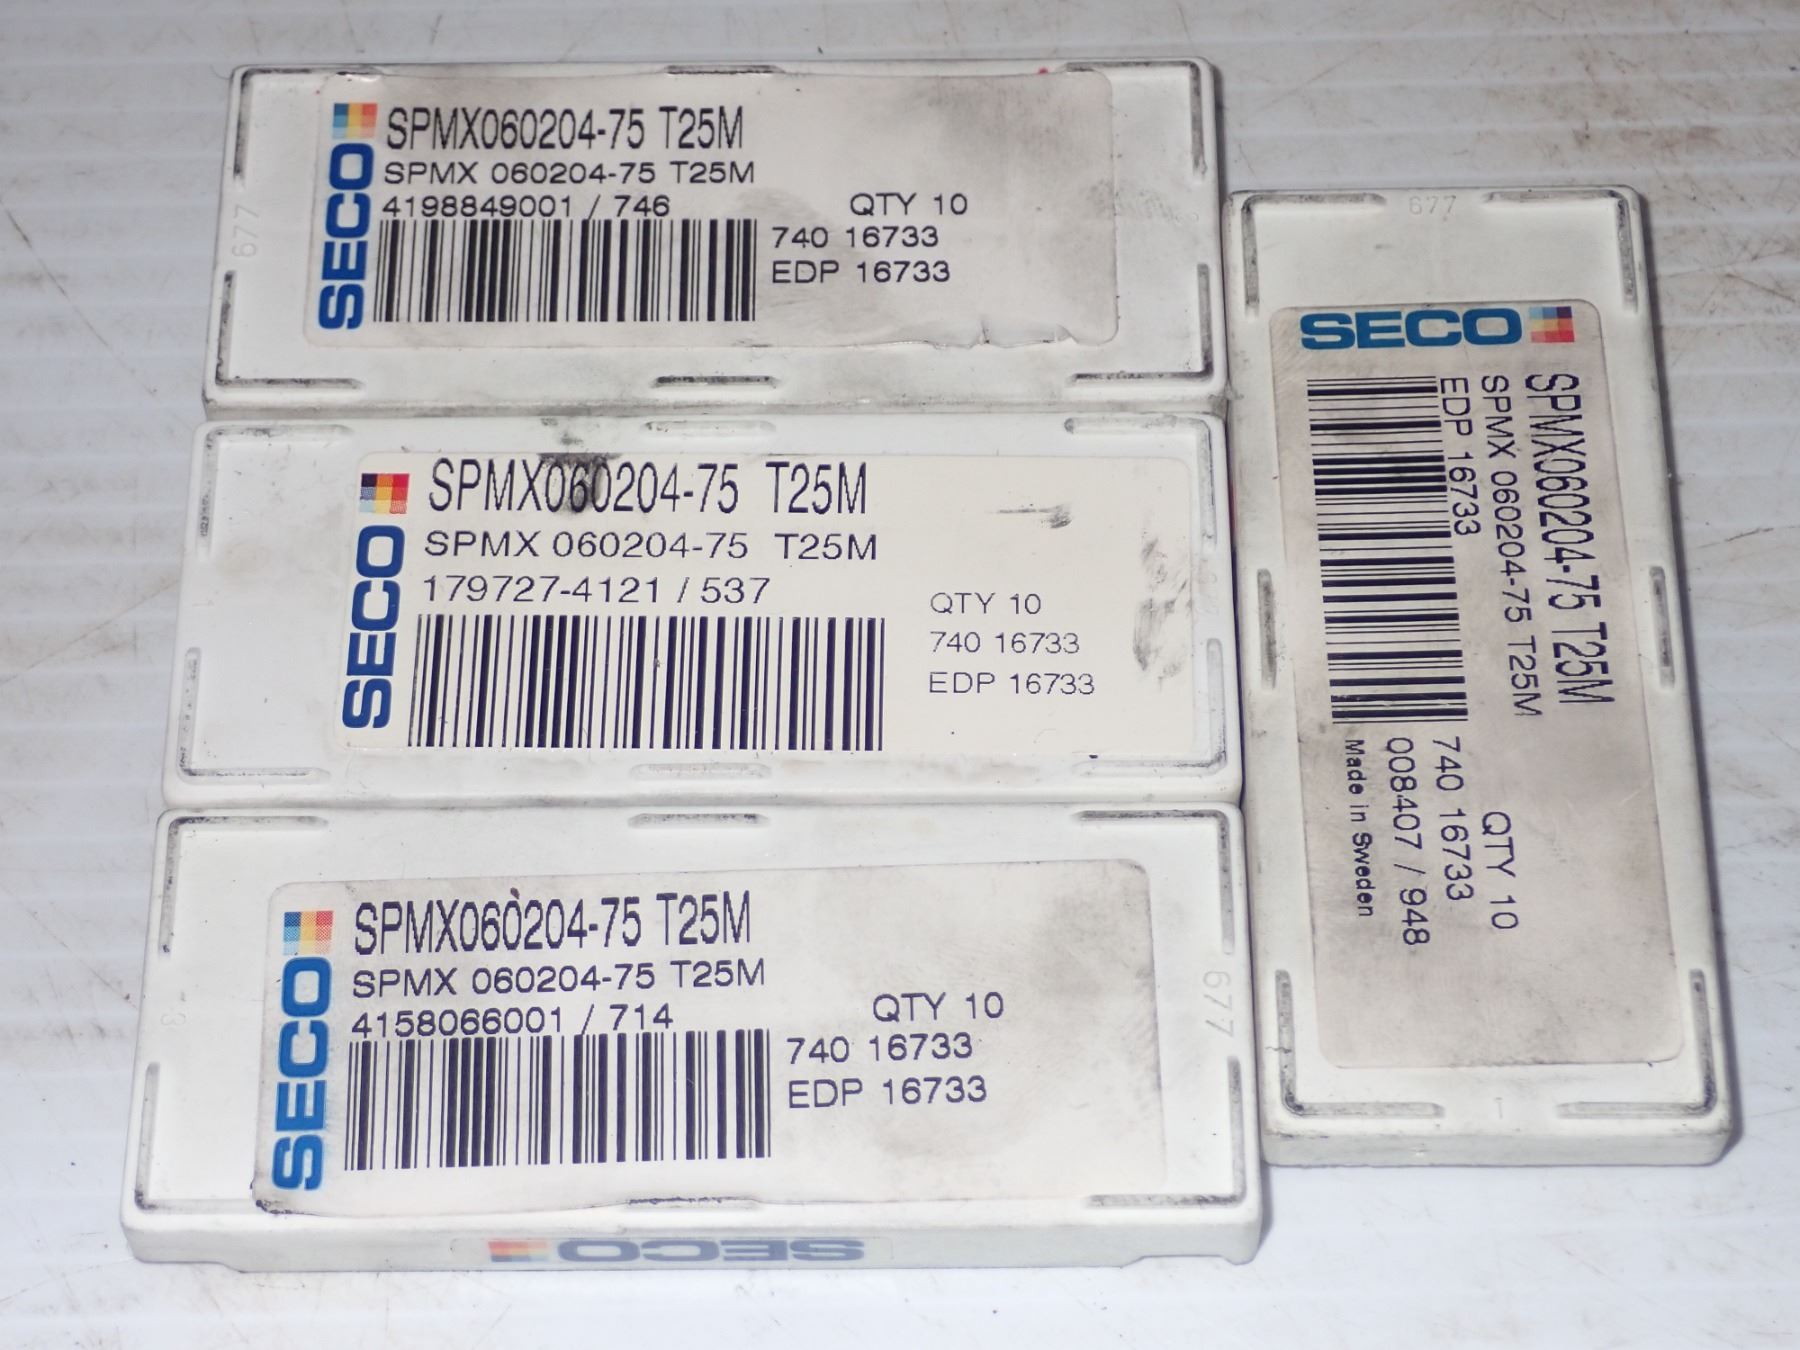 SECO
SPMX060204-75 T25M
SPMX 060204-75 T25M
4198849001 / 746
QTY 10
740 16733
EDP 16733
677
SECO
SPMX060204-75 T25M
SPMX 060204-75 T25M
179727-4121 / 537
QTY 10
740 16733
EDP 16733
1
SECO
SPMX060204-75 T25M
SPMX 060204-75 T25M
4158066001 / 714
QTY 10
740 16733
EDP 16733
677
SECO
677
SECO
SPMX060204-75 T25M
SPMX 060204-75 T25M
EDP 16733
QTY 10
740 16733
008407 / 948
Made in Sweden
1